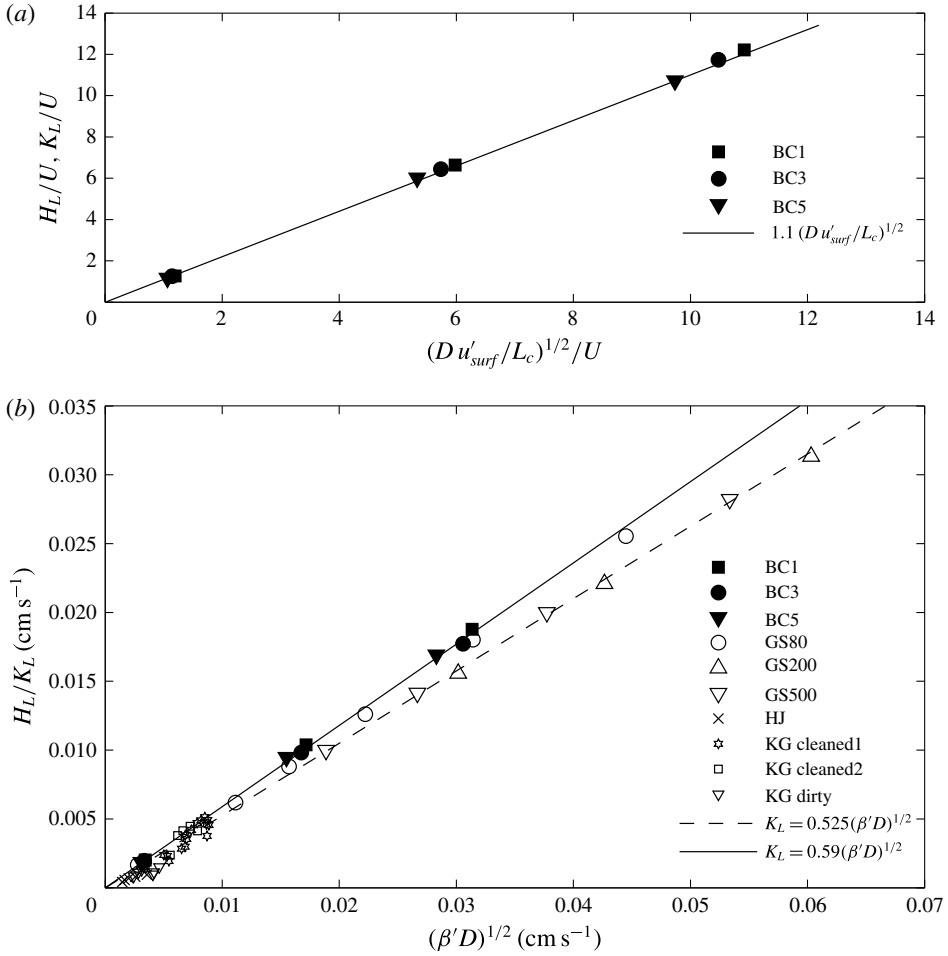 (a)
14
12
10
8
6
4
2
0
2
4
6
8
10
12
14
H_L/U, K_L/U
(D u′_surf/L_c)^1/2/U
BC1
BC3
BC5
1.1 (D u′_surf/L_c)^1/2
(b)
0.035
0.030
0.025
0.020
0.015
0.010
0.005
0
0.01
0.02
0.03
0.04
0.05
0.06
0.07
H_L/K_L (cm s^−1)
(β′D)^1/2 (cm s^−1)
BC1
BC3
BC5
GS80
GS200
GS500
HJ
KG cleaned1
KG cleaned2
KG dirty
K_L = 0.525(β′D)^1/2
K_L = 0.59(β′D)^1/2